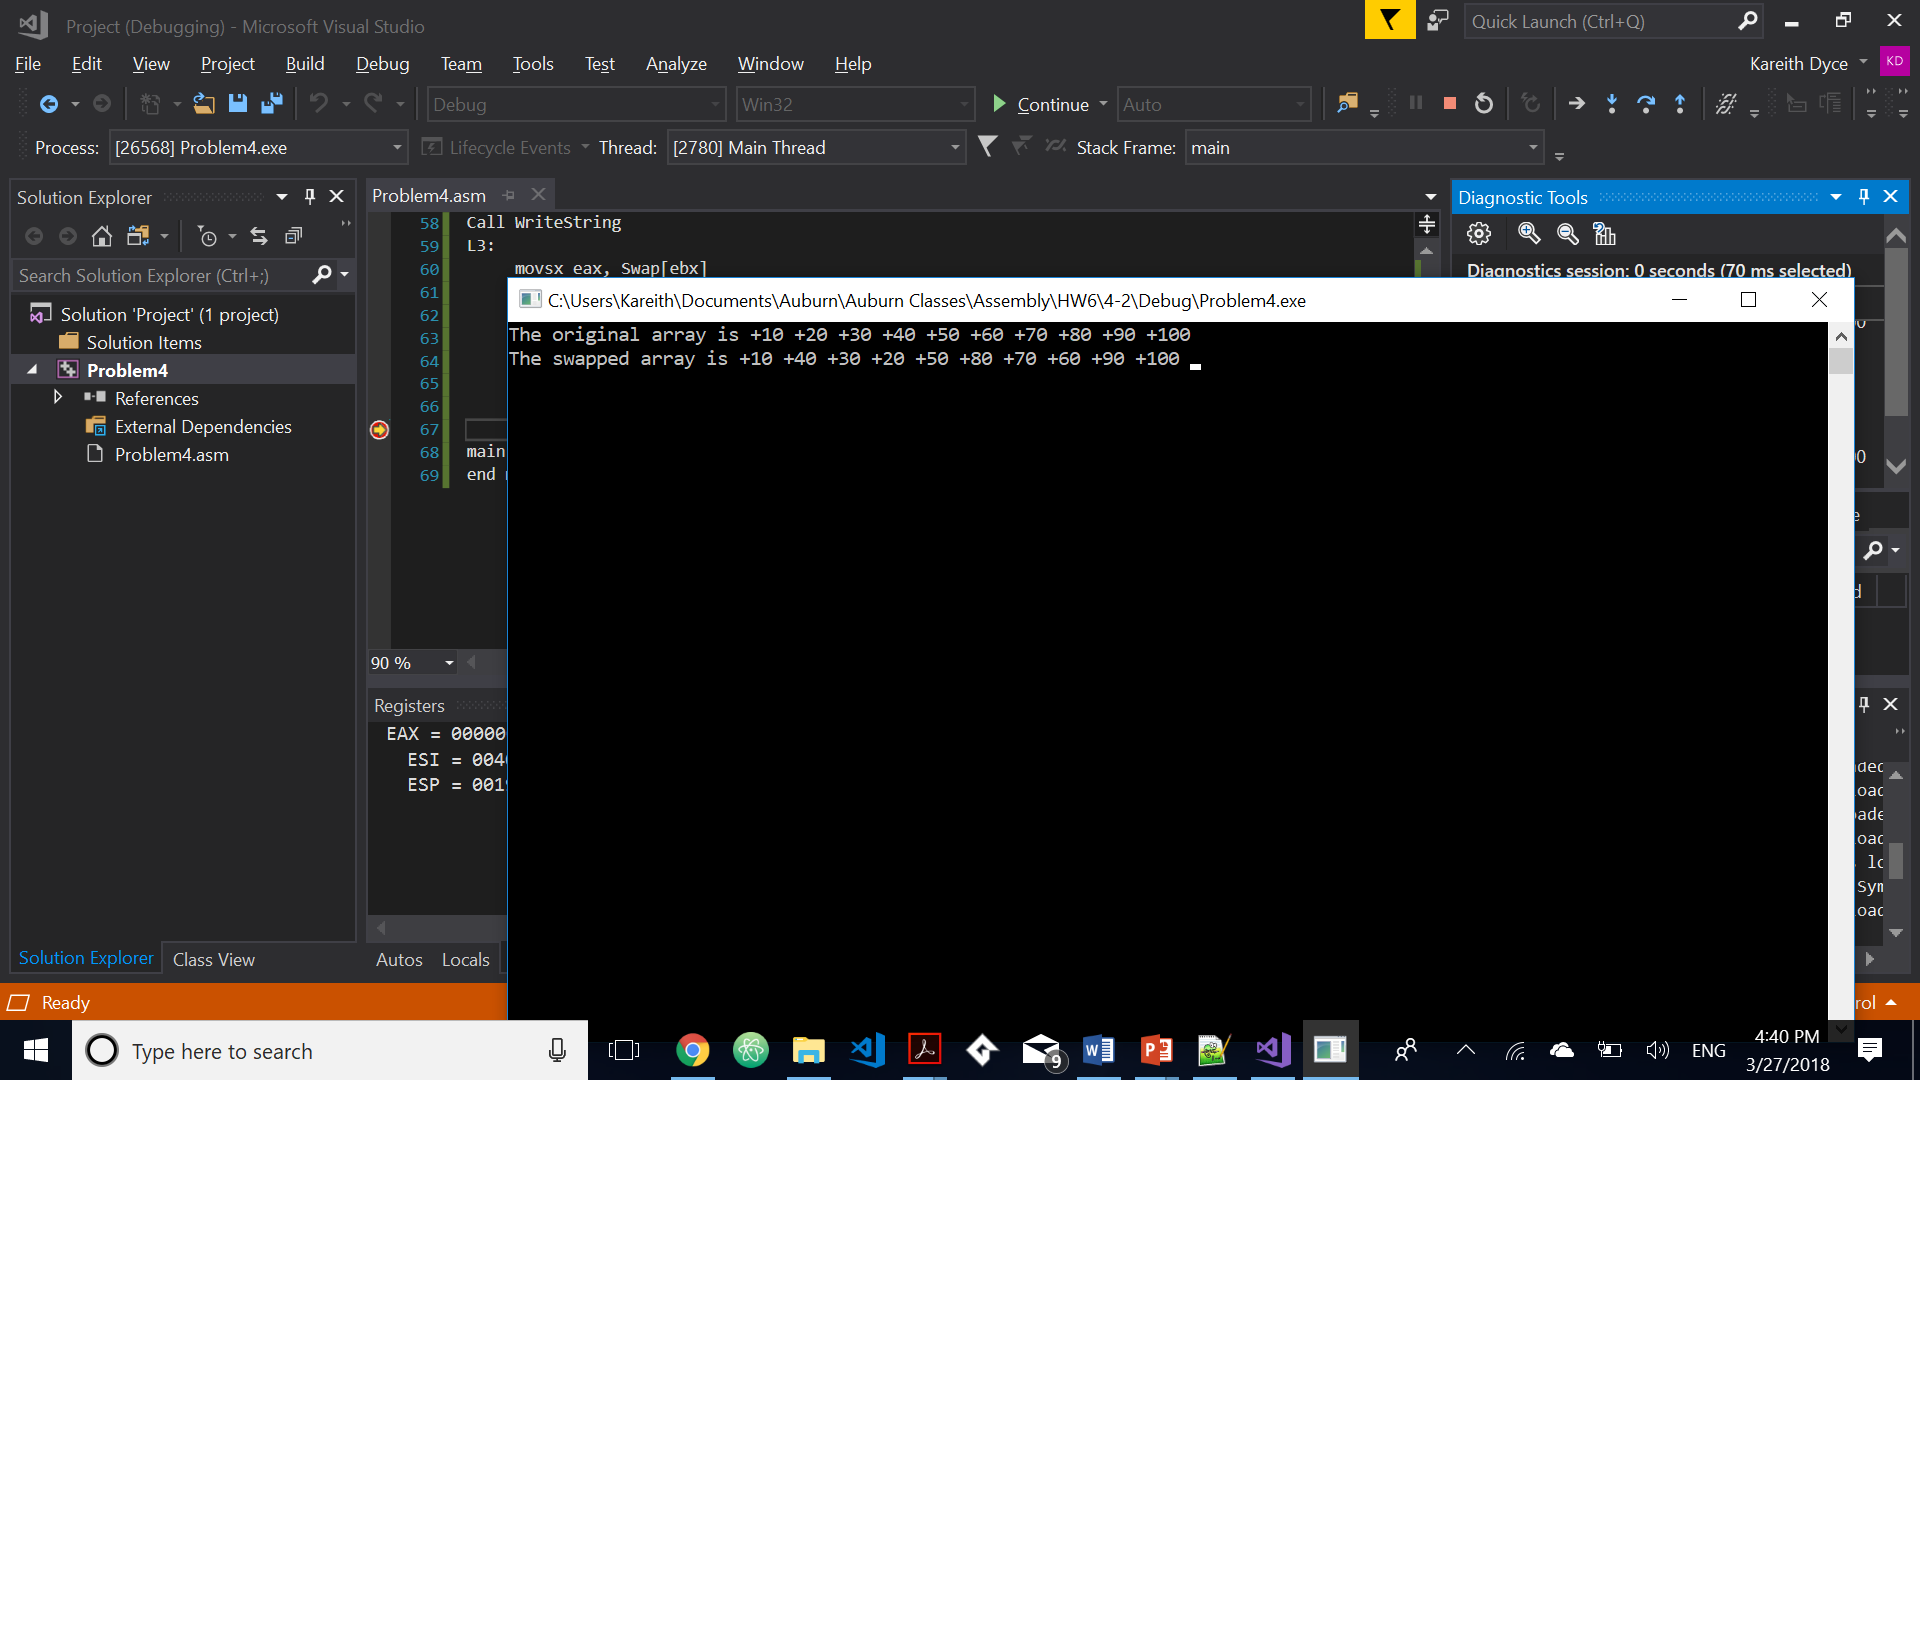 Project (Debugging) - Microsoft Visual Studio
Quick Launch (Ctrl+Q)
File Edit View Project Build Debug Team Tools Test Analyze Window Help
Kareith Dyce KD
Debug Win32 Continue Auto
Process: [26568] Problem4.exe Lifecycle Events Thread: [2780] Main Thread Stack Frame: main
Solution Explorer
Search Solution Explorer (Ctrl+;)
Solution 'Project' (1 project)
Solution Items
Problem4
References
External Dependencies
Problem4.asm
Solution Explorer Class View
Problem4.asm
58 Call WriteString
59 L3:
60 movsx eax, Swap[ebx]
61
62
63
64
65
66
67
68 main
69 end
90 %
Registers
EAX = 00000
ESI = 004
ESP = 001
Autos Locals
Diagnostic Tools
Diagnostics session: 0 seconds (70 ms selected)
C:\Users\Kareith\Documents\Auburn\Auburn Classes\Assembly\HW6\4-2\Debug\Problem4.exe
The original array is +10 +20 +30 +40 +50 +60 +70 +80 +90 +100
The swapped array is +10 +40 +30 +20 +50 +80 +70 +60 +90 +100
Ready
Type here to search
9
ENG
4:40 PM
3/27/2018